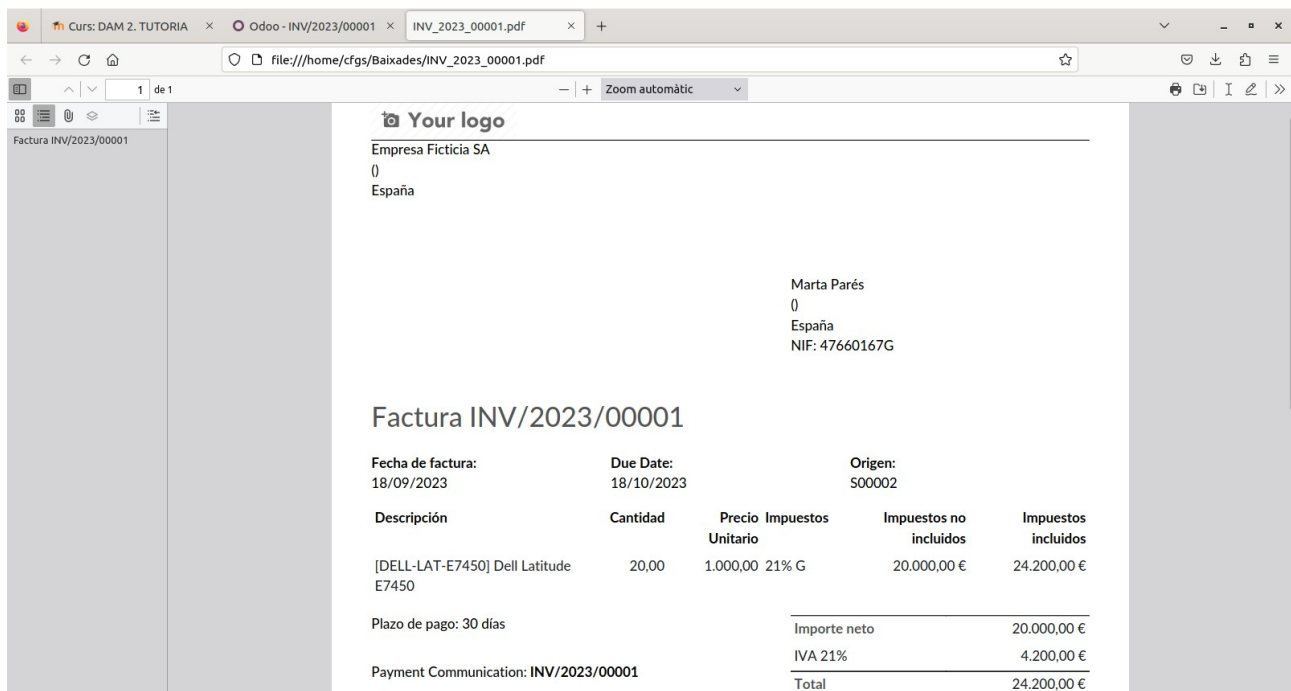 Curs: DAM 2. TUTORIA
Odoo - INV/2023/00001
INV_2023_00001.pdf
file:///home/cfgs/Baixades/INV_2023_00001.pdf
1 de 1
Zoom automàtic
Factura INV/2023/00001
Your logo
Empresa Ficticia SA
()
España
Marta Parés
()
España
NIF: 47660167G
Factura INV/2023/00001
Fecha de factura: Due Date: Origen:
18/09/2023 18/10/2023 S00002
Descripción Cantidad Precio Impuestos Impuestos no Impuestos
Unitario incluidos incluidos
[DELL-LAT-E7450] Dell Latitude 20,00 1.000,00 21% G 20.000,00 € 24.200,00 €
E7450
Plazo de pago: 30 días
Importe neto 20.000,00 €
IVA 21% 4.200,00 €
Payment Communication: INV/2023/00001
Total 24.200,00 €